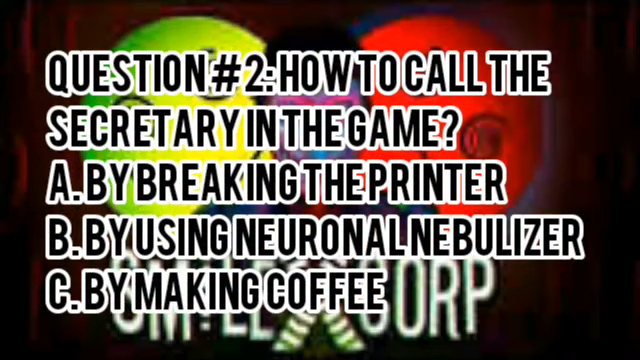 QUESTION #2: HOW TO CALL THE
SECRETARY IN THE GAME?
A. BY BREAKING THE PRINTER
B. BY USING NEURONAL NEBULIZER
C. BY MAKING COFFEE
CORP